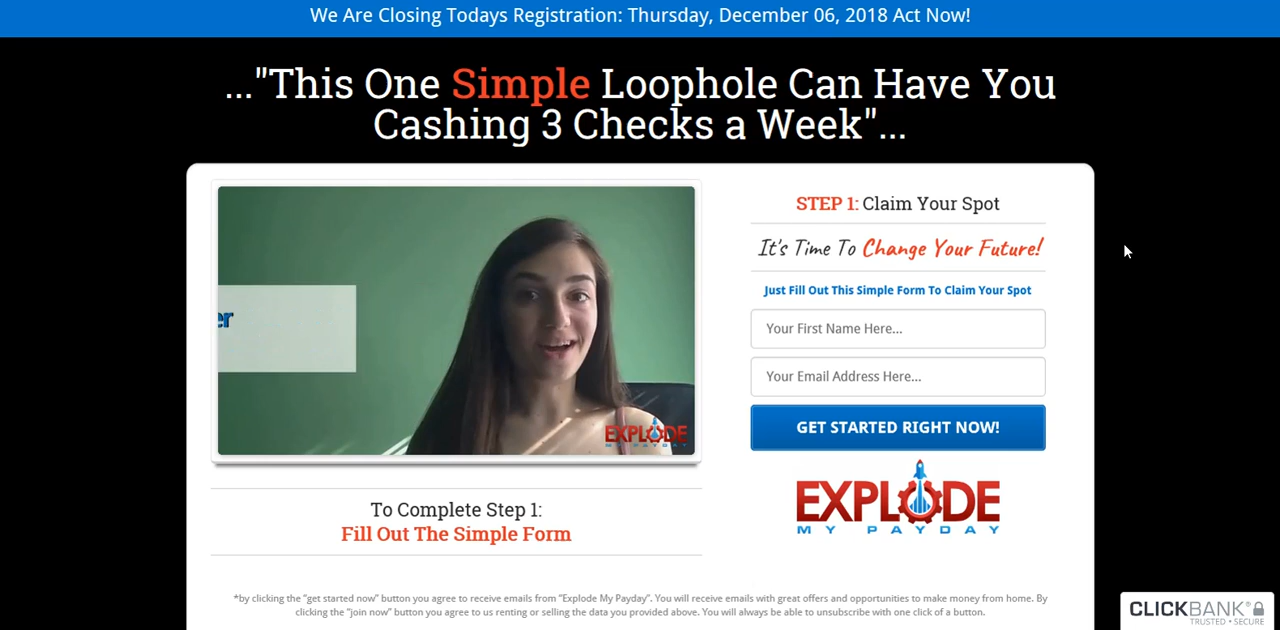 We Are Closing Todays Registration: Thursday, December 06, 2018 Act Now!
..."This One Simple Loophole Can Have You
Cashing 3 Checks a Week"...
er
EXPLODE
MY PAYDAY
To Complete Step 1:
Fill Out The Simple Form
STEP 1: Claim Your Spot
It's Time To Change Your Future!
Just Fill Out This Simple Form To Claim Your Spot
Your First Name Here...
Your Email Address Here...
GET STARTED RIGHT NOW!
EXPLODE
MY PAYDAY
*by clicking the "get started now" button you agree to receive emails from "Explode My Payday". You will receive emails with great offers and opportunities to make money from home. By
clicking the "join now" button you agree to us renting or selling the data you provided above. You will always be able to unsubscribe with one click of a button.
CLICKBANK®
TRUSTED • SECURE